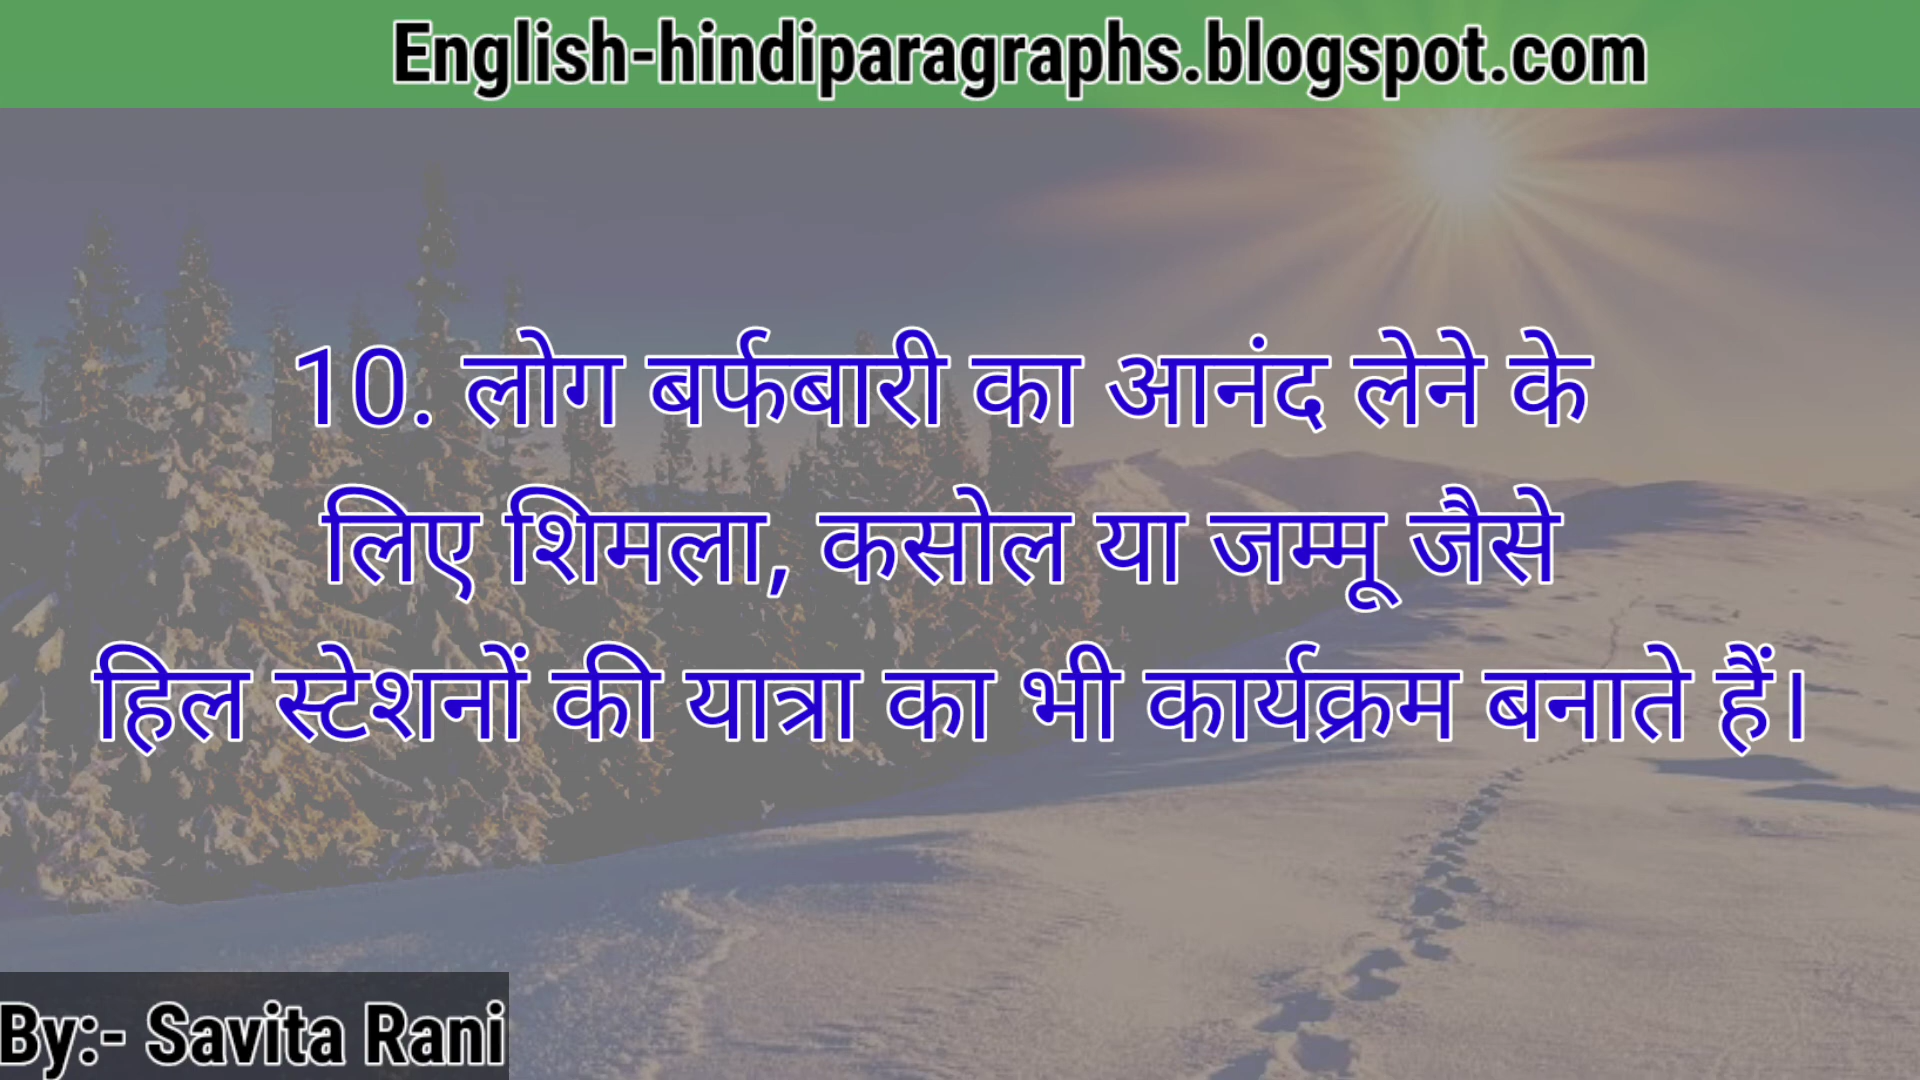 English-hindiparagraphs.blogspot.com
10. लोग बर्फबारी का आनंद लेने के
लिए शिमला, कसोल या जम्मू जैसे
हिल स्टेशनों की यात्रा का भी कार्यक्रम बनाते हैं।
By:- Savita Rani